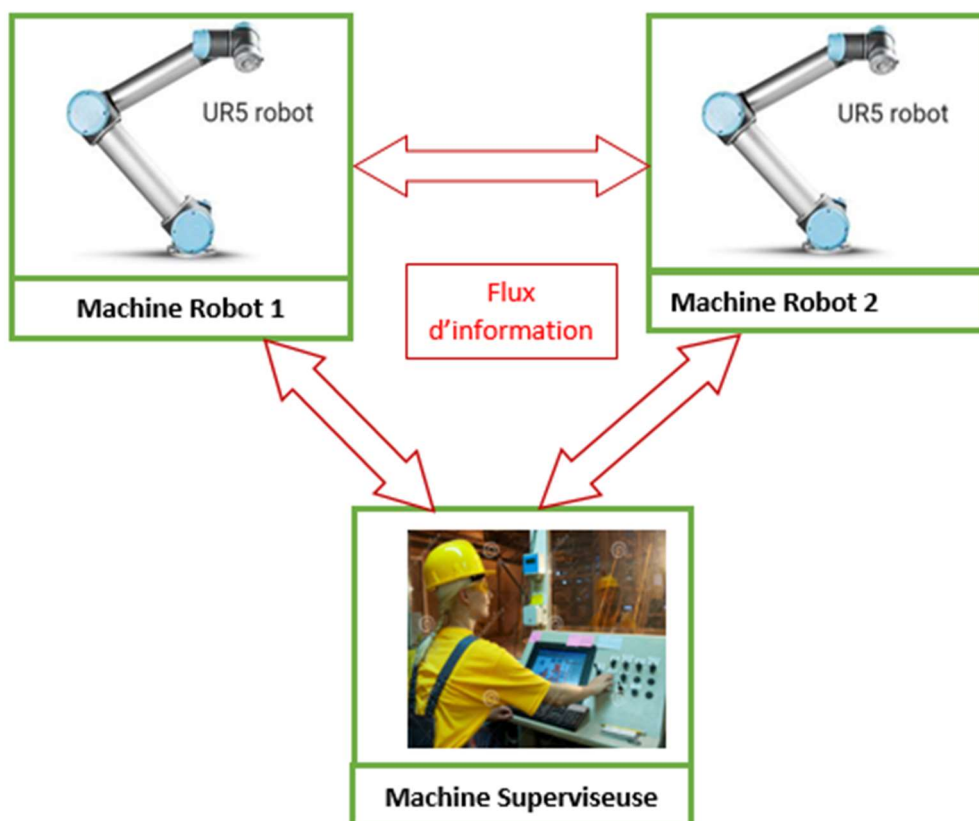 UR5 robot
UR5 robot
Machine Robot 1
Machine Robot 2
Flux
d’information
Machine Superviseuse